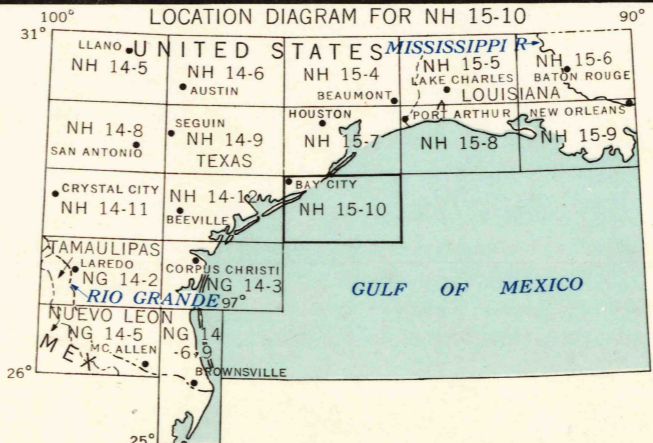 LOCATION DIAGRAM FOR NH 15-10
100°
90°
31°
LLANO
NH 14-5
UNITED STATES
NH 14-6
AUSTIN
NH 15-4
BEAUMONT
MISSISSIPPI R
NH 15-5
LAKE CHARLES
LOUISIANA
NH 15-6
BATON ROUGE
NH 14-8
SAN ANTONIO
SEGUIN
NH 14-9
TEXAS
HOUSTON
NH 15-7
PORT ARTHUR
NH 15-8
NEW ORLEANS
NH 15-9
CRYSTAL CITY
NH 14-11
NH 14-12
BEEVILLE
BAY CITY
NH 15-10
TAMAULIPAS
LAREDO
NG 14-2
CORPUS CHRISTI
NG 14-3
RIO GRANDE
97°
GULF OF MEXICO
NUEVO LEON
NG 14-5
MC ALLEN
MEX
NG 14
-6,9
BROWNSVILLE
26°
25°